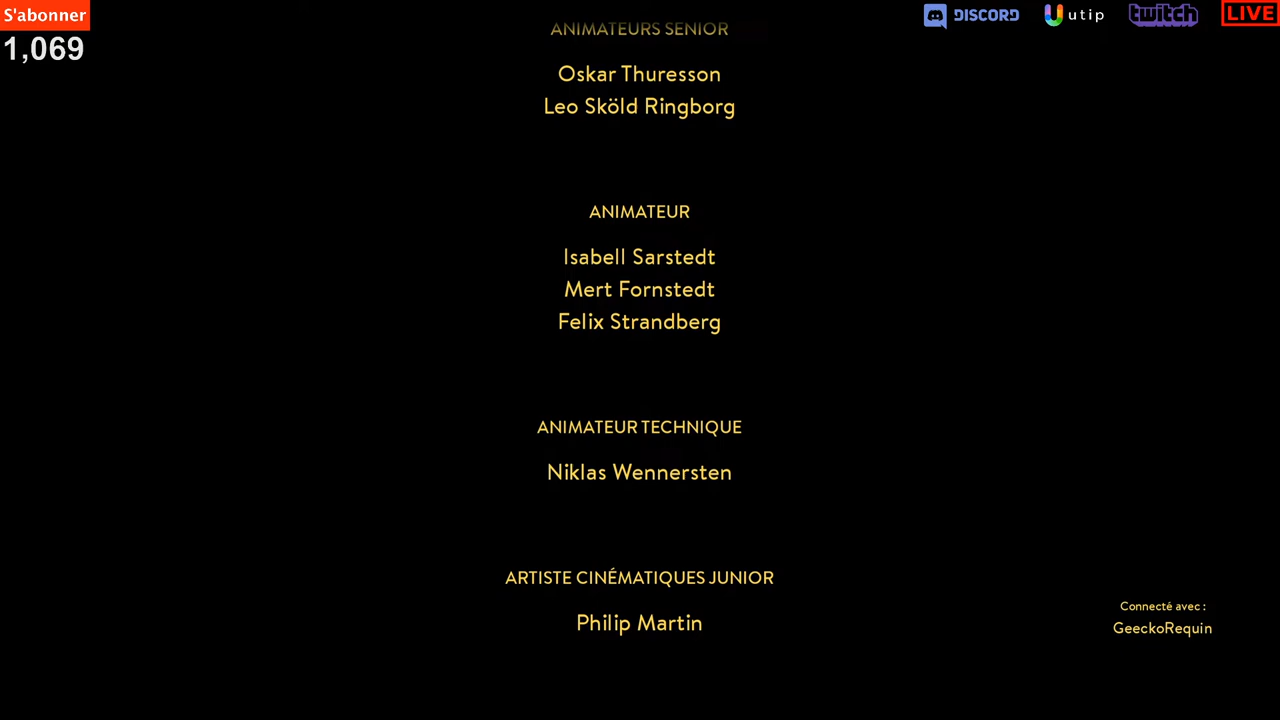 S'abonner
1,069
DISCORD
utip
twitch
LIVE
ANIMATEURS SENIOR
Oskar Thuresson
Leo Sköld Ringborg
ANIMATEUR
Isabell Sarstedt
Mert Fornstedt
Felix Strandberg
ANIMATEUR TECHNIQUE
Niklas Wennersten
ARTISTE CINÉMATIQUES JUNIOR
Philip Martin
Connecté avec :
GeeckoRequin